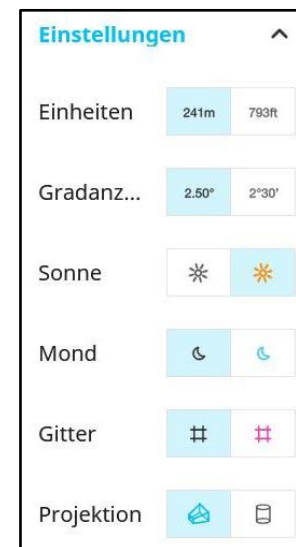 Einstellungen
Einheiten 241m 793ft
Gradanz... 2.50° 2°30'
Sonne
Mond
Gitter
Projektion